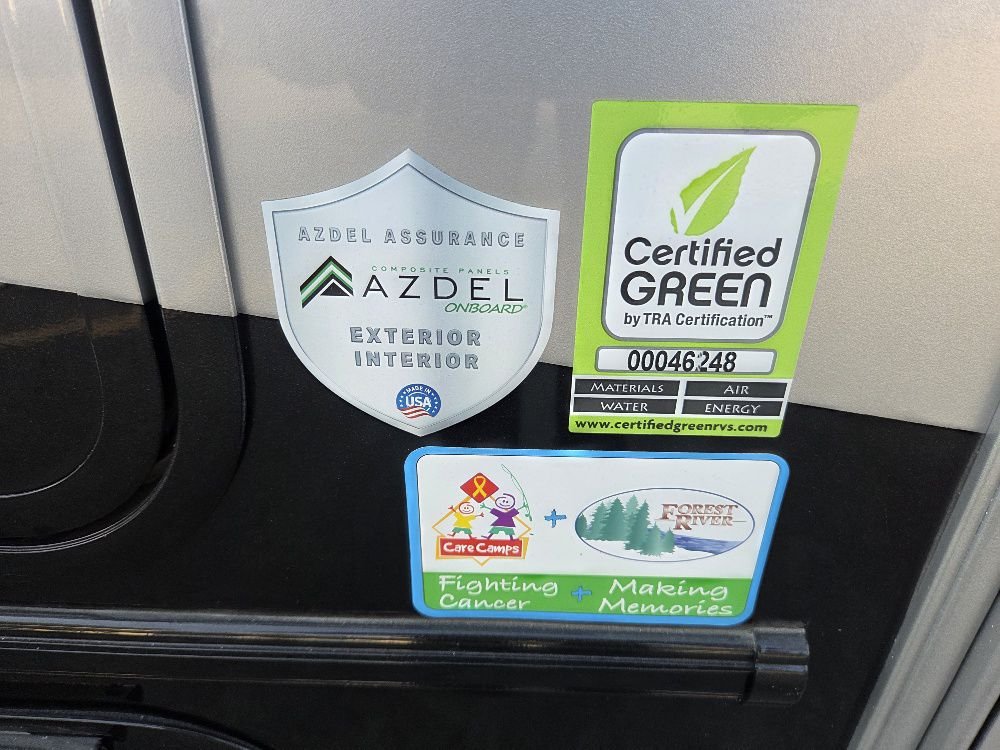 AZDEL ASSURANCE
COMPOSITE PANELS
AZDEL
ONBOARD®
EXTERIOR
INTERIOR
MADE IN
USA
Certified
GREEN
by TRA Certification™
00046248
MATERIALS AIR
WATER ENERGY
www.certifiedgreenrvs.com
Care Camps
+
FOREST
RIVER
Fighting + Making
Cancer Memories